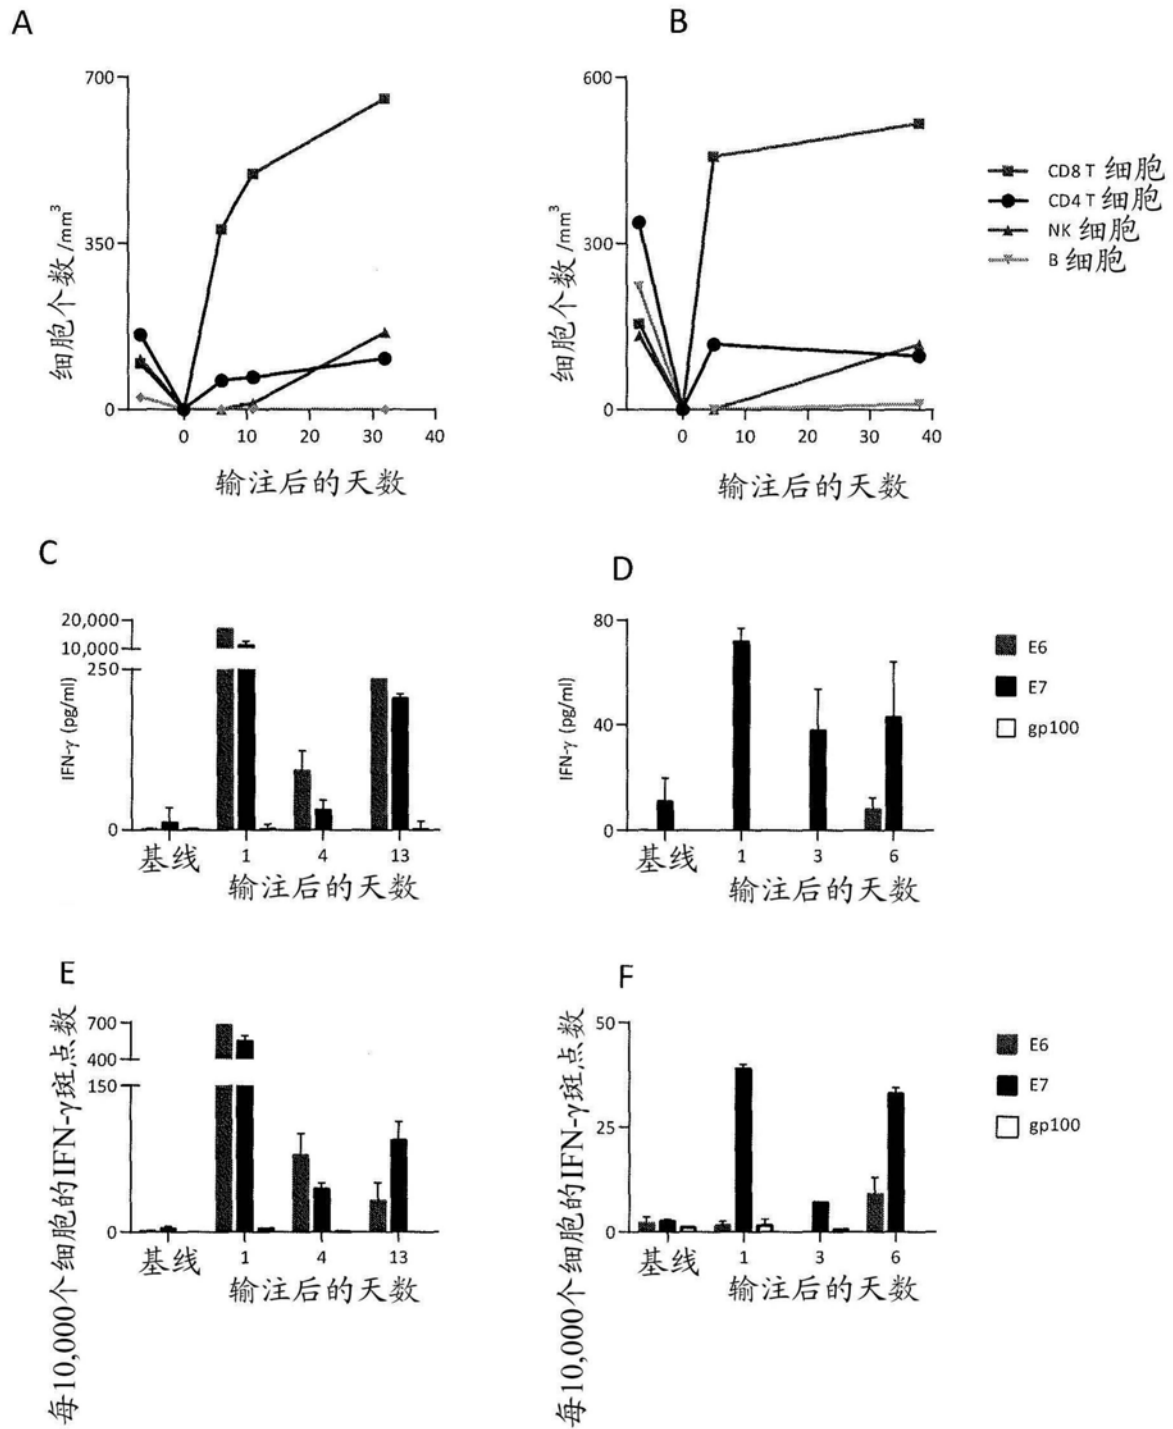 A
B
700
350
0
细胞个数/mm³
0 10 20 30 40
输注后的天数
600
300
0
细胞个数/mm³
0 10 20 30 40
输注后的天数
CD8 T 细胞
CD4 T 细胞
NK 细胞
B 细胞
C
D
20,000
10,000
250
0
IFN-γ (pg/ml)
基线 1 4 13
输注后的天数
80
40
0
IFN-γ (pg/ml)
基线 1 3 6
输注后的天数
E6
E7
gp100
E
F
700
400
150
0
每10,000个细胞的IFN-γ斑点数
基线 1 4 13
输注后的天数
50
25
0
每10,000个细胞的IFN-γ斑点数
基线 1 3 6
输注后的天数
E6
E7
gp100